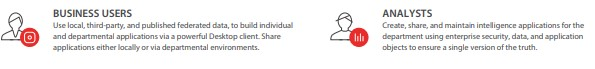 BUSINESS USERS
Use local, third-party, and published federated data, to build individual
and departmental applications via a powerful Desktop client. Share
applications either locally or via departmental environments.
ANALYSTS
Create, share, and maintain intelligence applications for the
department using enterprise security, data, and application
objects to ensure a single version of the truth.